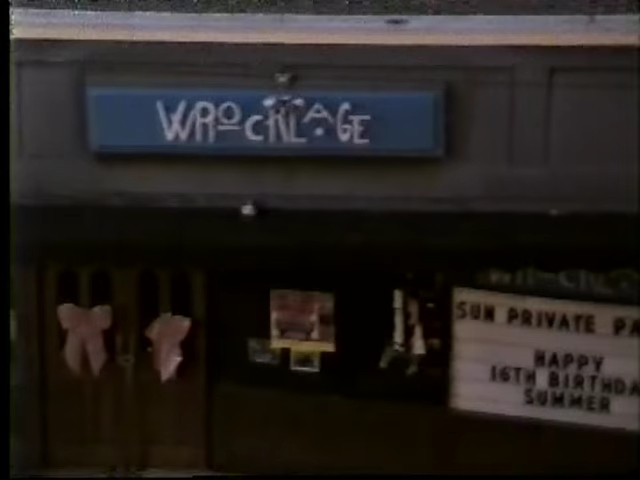 WROCKLAGE
SUN PRIVATE PA
HAPPY
16TH BIRTHDA
SUMMER